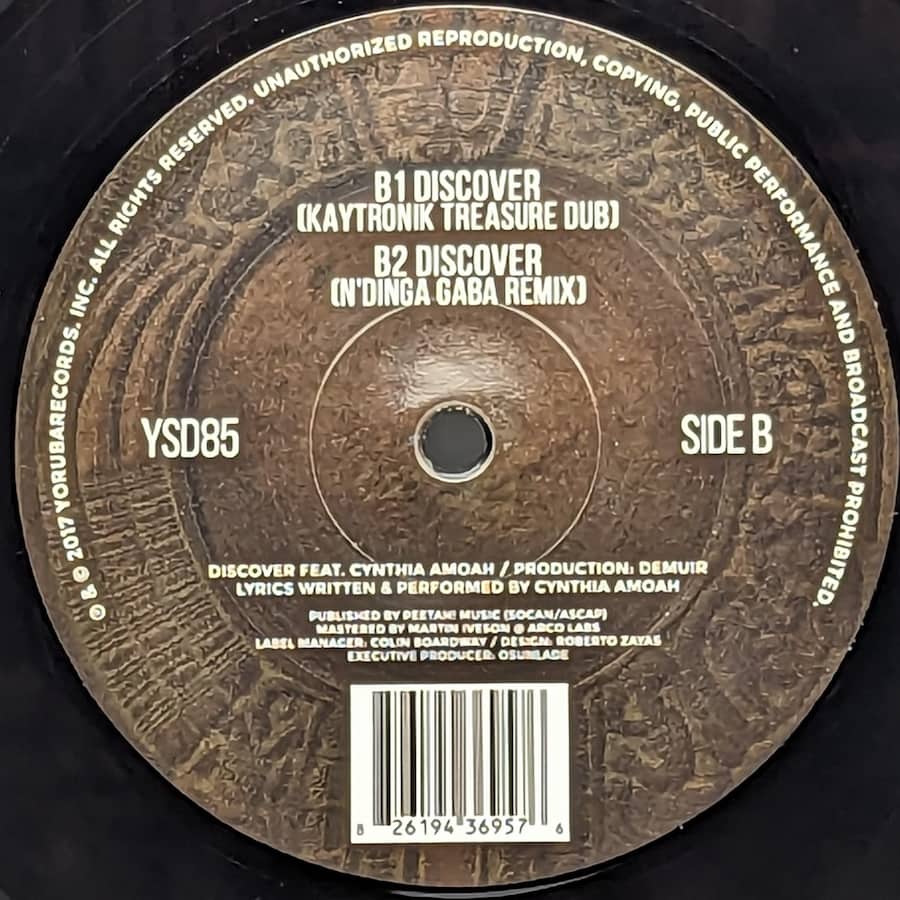 ℗ & © 2017 YORUBARECORDS. INC. ALL RIGHTS RESERVED. UNAUTHORIZED REPRODUCTION, COPYING, PUBLIC PERFORMANCE AND BROADCAST PROHIBITED.
B1 DISCOVER
(KAYTRONIK TREASURE DUB)
B2 DISCOVER
(N'DINGA GABA REMIX)
YSD85
SIDE B
DISCOVER FEAT. CYNTHIA AMOAH / PRODUCTION: DEMUIR
LYRICS WRITTEN & PERFORMED BY CYNTHIA AMOAH
PUBLISHED BY PEETAH! MUSIC (SOCAN/ASCAP)
MASTERED BY MARTIN IVESON @ ARCO LABS
LABEL MANAGER: COLIN BOARDWAY / DESIGN: ROBERTO ZAYAS
EXECUTIVE PRODUCER: OSUNLADE
8 26194 36957 6